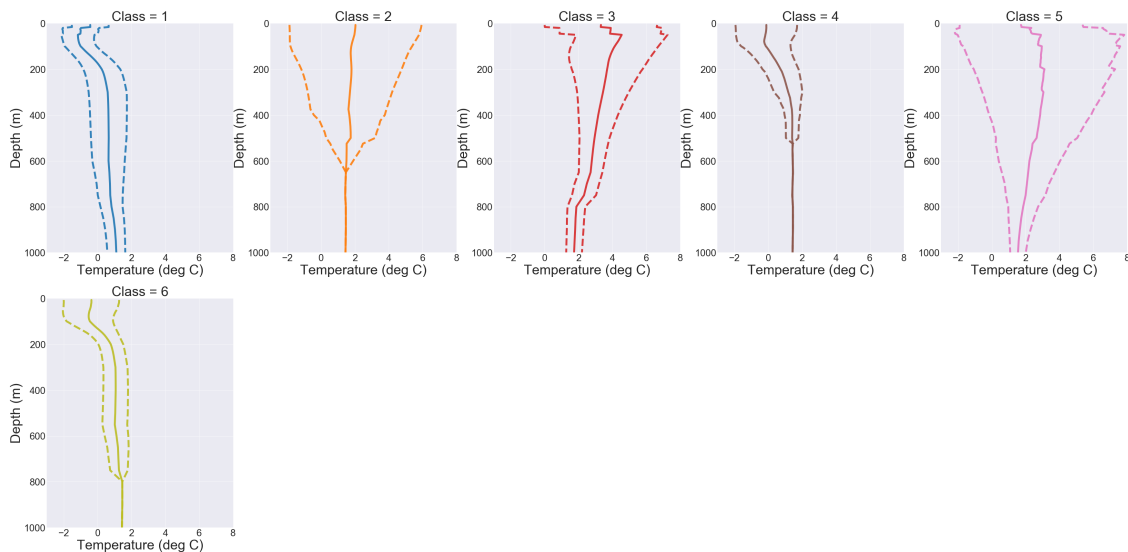 Class = 1
Class = 2
Class = 3
Class = 4
Class = 5
0
200
400
600
800
1000
Depth (m)
−2 0 2 4 6 8
Temperature (deg C)
0
200
400
600
800
1000
Depth (m)
−2 0 2 4 6 8
Temperature (deg C)
0
200
400
600
800
1000
Depth (m)
−2 0 2 4 6 8
Temperature (deg C)
0
200
400
600
800
1000
Depth (m)
−2 0 2 4 6 8
Temperature (deg C)
0
200
400
600
800
1000
Depth (m)
−2 0 2 4 6 8
Temperature (deg C)
Class = 6
0
200
400
600
800
1000
Depth (m)
−2 0 2 4 6 8
Temperature (deg C)